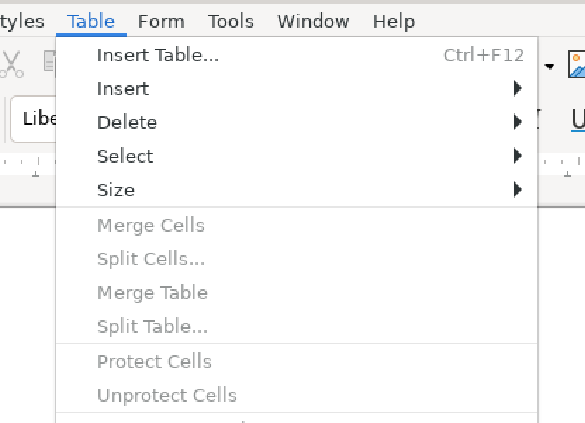 tyles Table Form Tools Window Help
Insert Table... Ctrl+F12
Insert
Libe
Delete
Select
Size
Merge Cells
Split Cells...
Merge Table
Split Table...
Protect Cells
Unprotect Cells